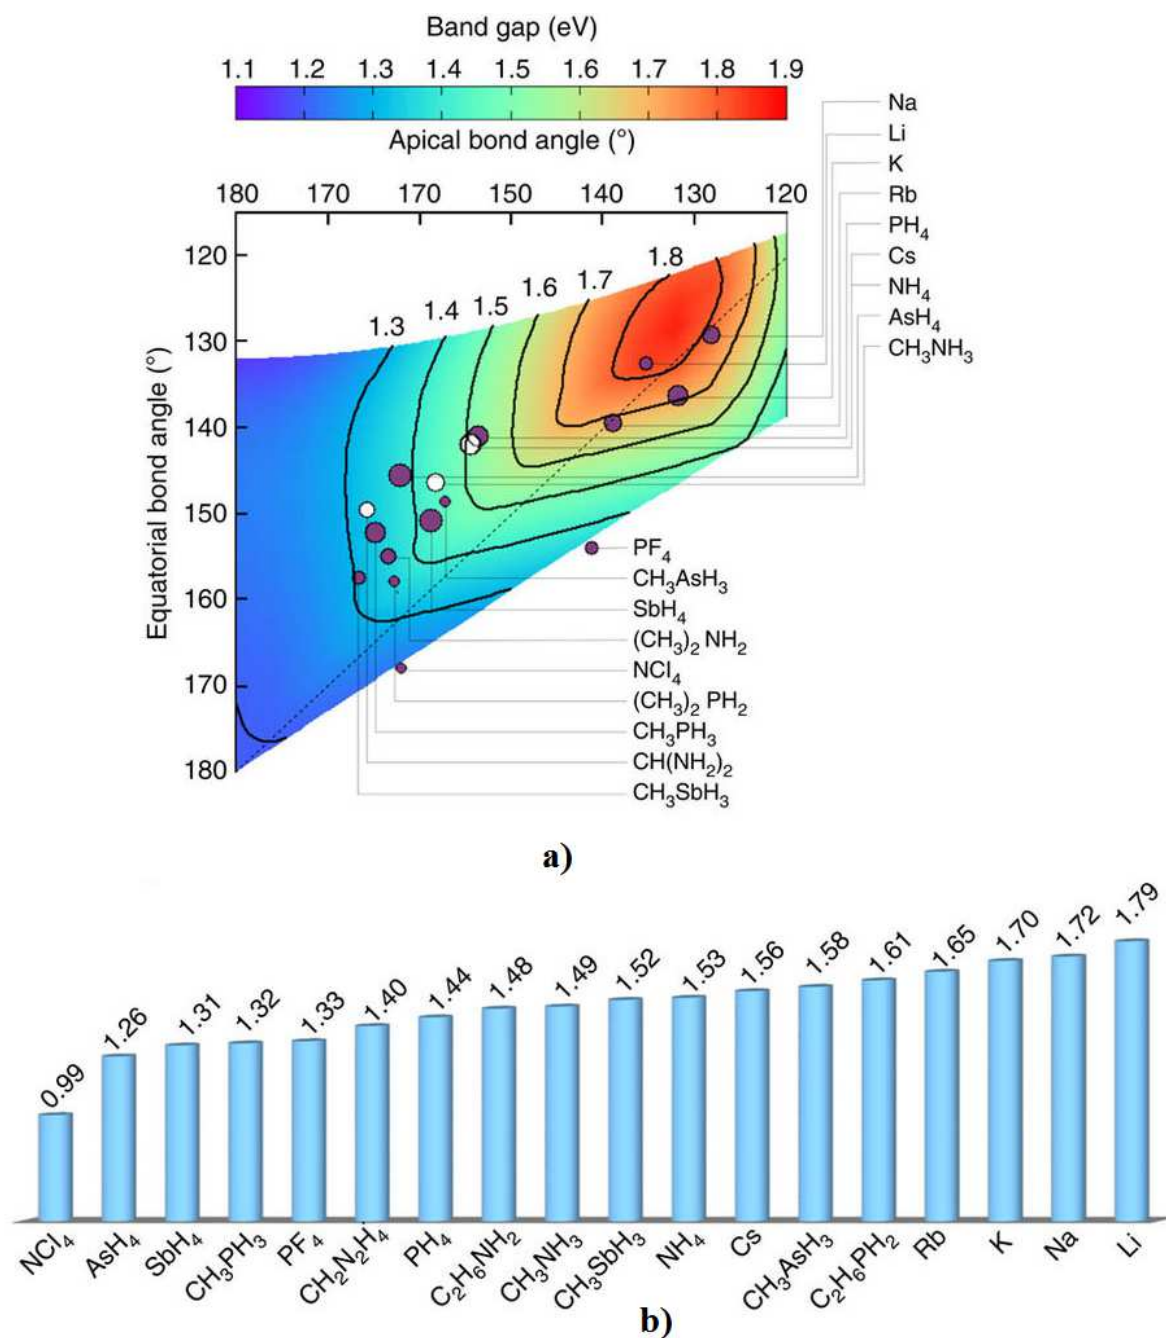 Band gap (eV)
1.1 1.2 1.3 1.4 1.5 1.6 1.7 1.8 1.9
Apical bond angle (°)
180 170 170 150 140 130 120
Equatorial bond angle (°)
120
130
140
150
160
170
180
1.3 1.4 1.5 1.6 1.7 1.8
Na
Li
K
Rb
PH₄
Cs
NH₄
AsH₄
CH₃NH₃
PF₄
CH₃AsH₃
SbH₄
(CH₃)₂ NH₂
NCl₄
(CH₃)₂ PH₂
CH₃PH₃
CH(NH₂)₂
CH₃SbH₃
a)
0.99 1.26 1.31 1.32 1.33 1.40 1.44 1.48 1.49 1.52 1.53 1.56 1.58 1.61 1.65 1.70 1.72 1.79
NCl₄ AsH₄ SbH₄ CH₃PH₃ PF₄ CH₂N₂H₄ PH₄ C₂H₆NH₂ CH₃NH₃ CH₃SbH₃ NH₄ Cs CH₃AsH₃ C₂H₆PH₂ Rb K Na Li
b)